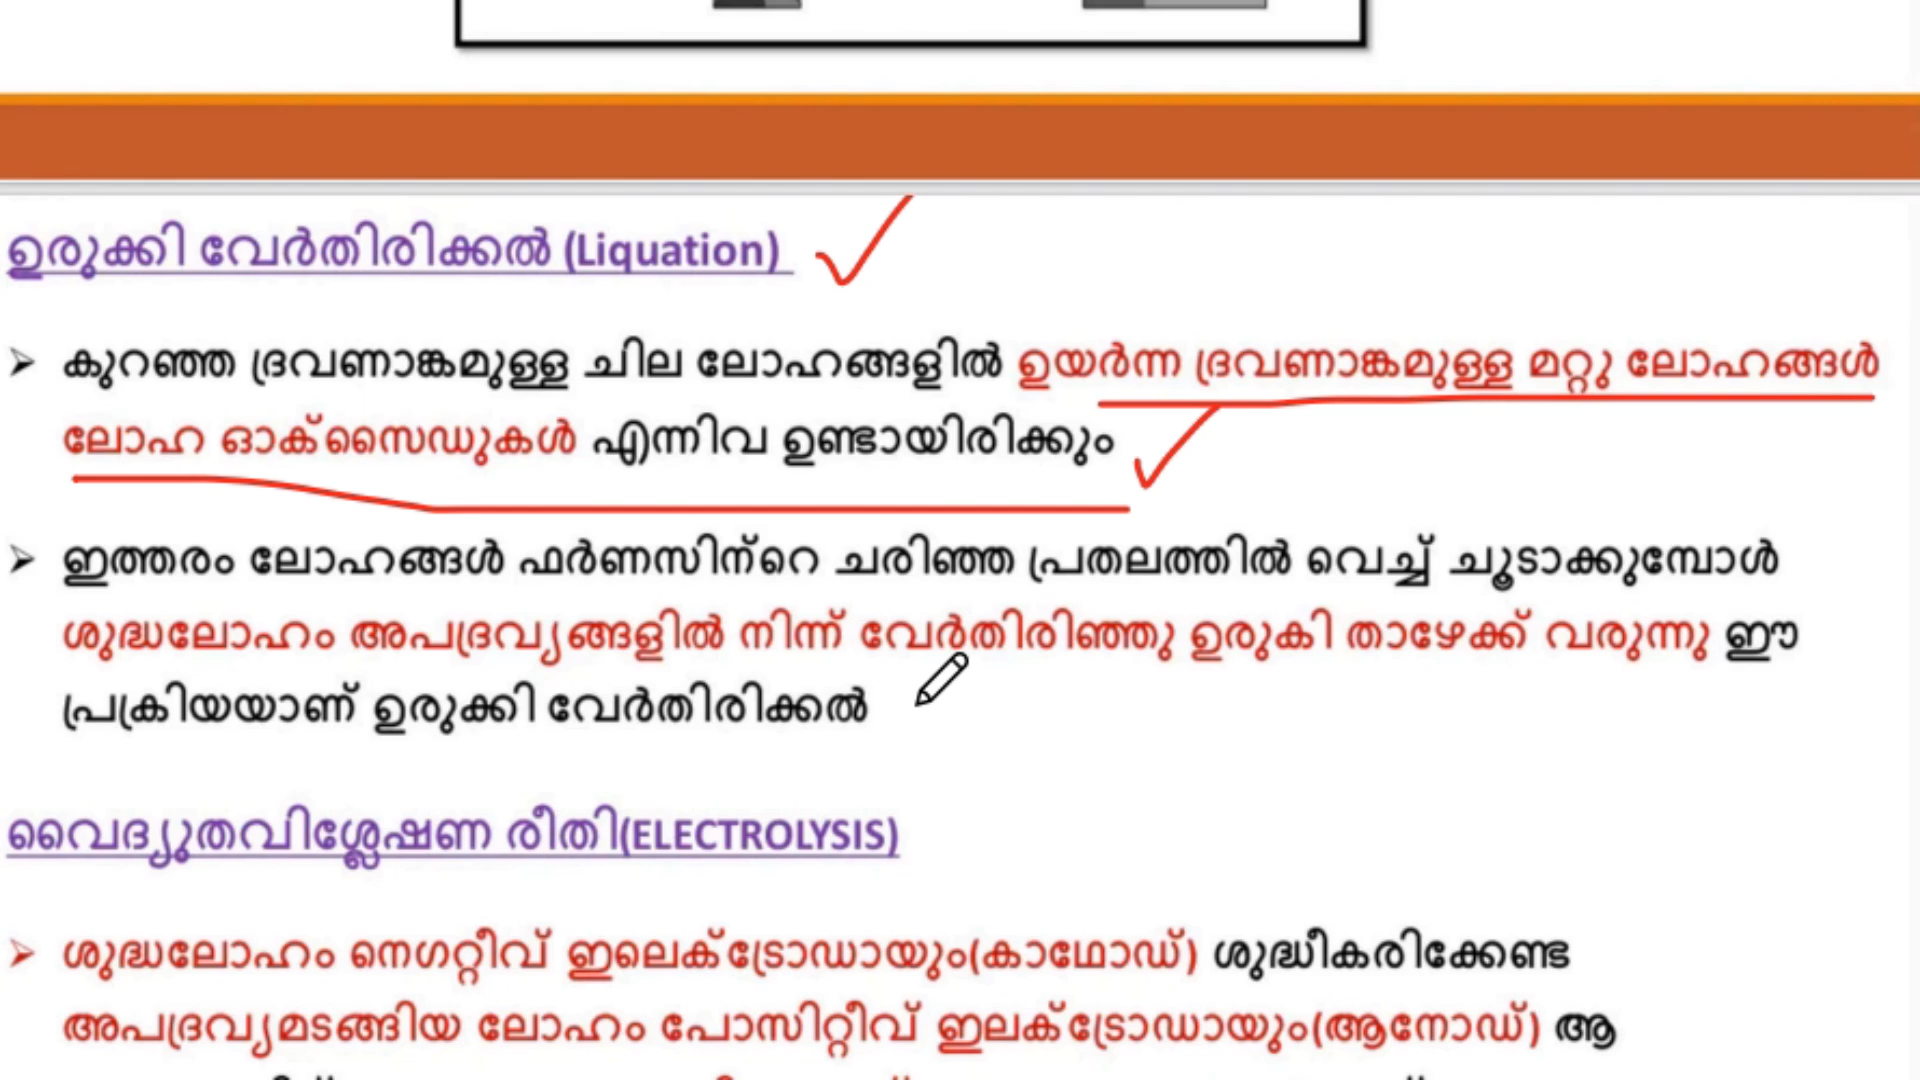 ഉരുക്കി വേർതിരിക്കൽ (Liquation)
➢ കുറഞ്ഞ ദ്രവണാങ്കമുള്ള ചില ലോഹങ്ങളിൽ ഉയർന്ന ദ്രവണാങ്കമുള്ള മറ്റു ലോഹങ്ങൾ
ലോഹ ഓക്സൈഡുകൾ എന്നിവ ഉണ്ടായിരിക്കും
➢ ഇത്തരം ലോഹങ്ങൾ ഫർണസിന്റെ ചരിഞ്ഞ പ്രതലത്തിൽ വെച്ച് ചൂടാക്കുമ്പോൾ
ശുദ്ധലോഹം അപദ്രവ്യങ്ങളിൽ നിന്ന് വേർതിരിഞ്ഞു ഉരുകി താഴേക്ക് വരുന്നു ഈ
പ്രക്രിയയാണ് ഉരുക്കി വേർതിരിക്കൽ
വൈദ്യുതവിശ്ലേഷണ രീതി(ELECTROLYSIS)
➢ ശുദ്ധലോഹം നെഗറ്റീവ് ഇലെക്ട്രോഡായും(കാഥോഡ്) ശുദ്ധീകരിക്കേണ്ട
അപദ്രവ്യമടങ്ങിയ ലോഹം പോസിറ്റീവ് ഇലക്ട്രോഡായും(ആനോഡ്) ആ